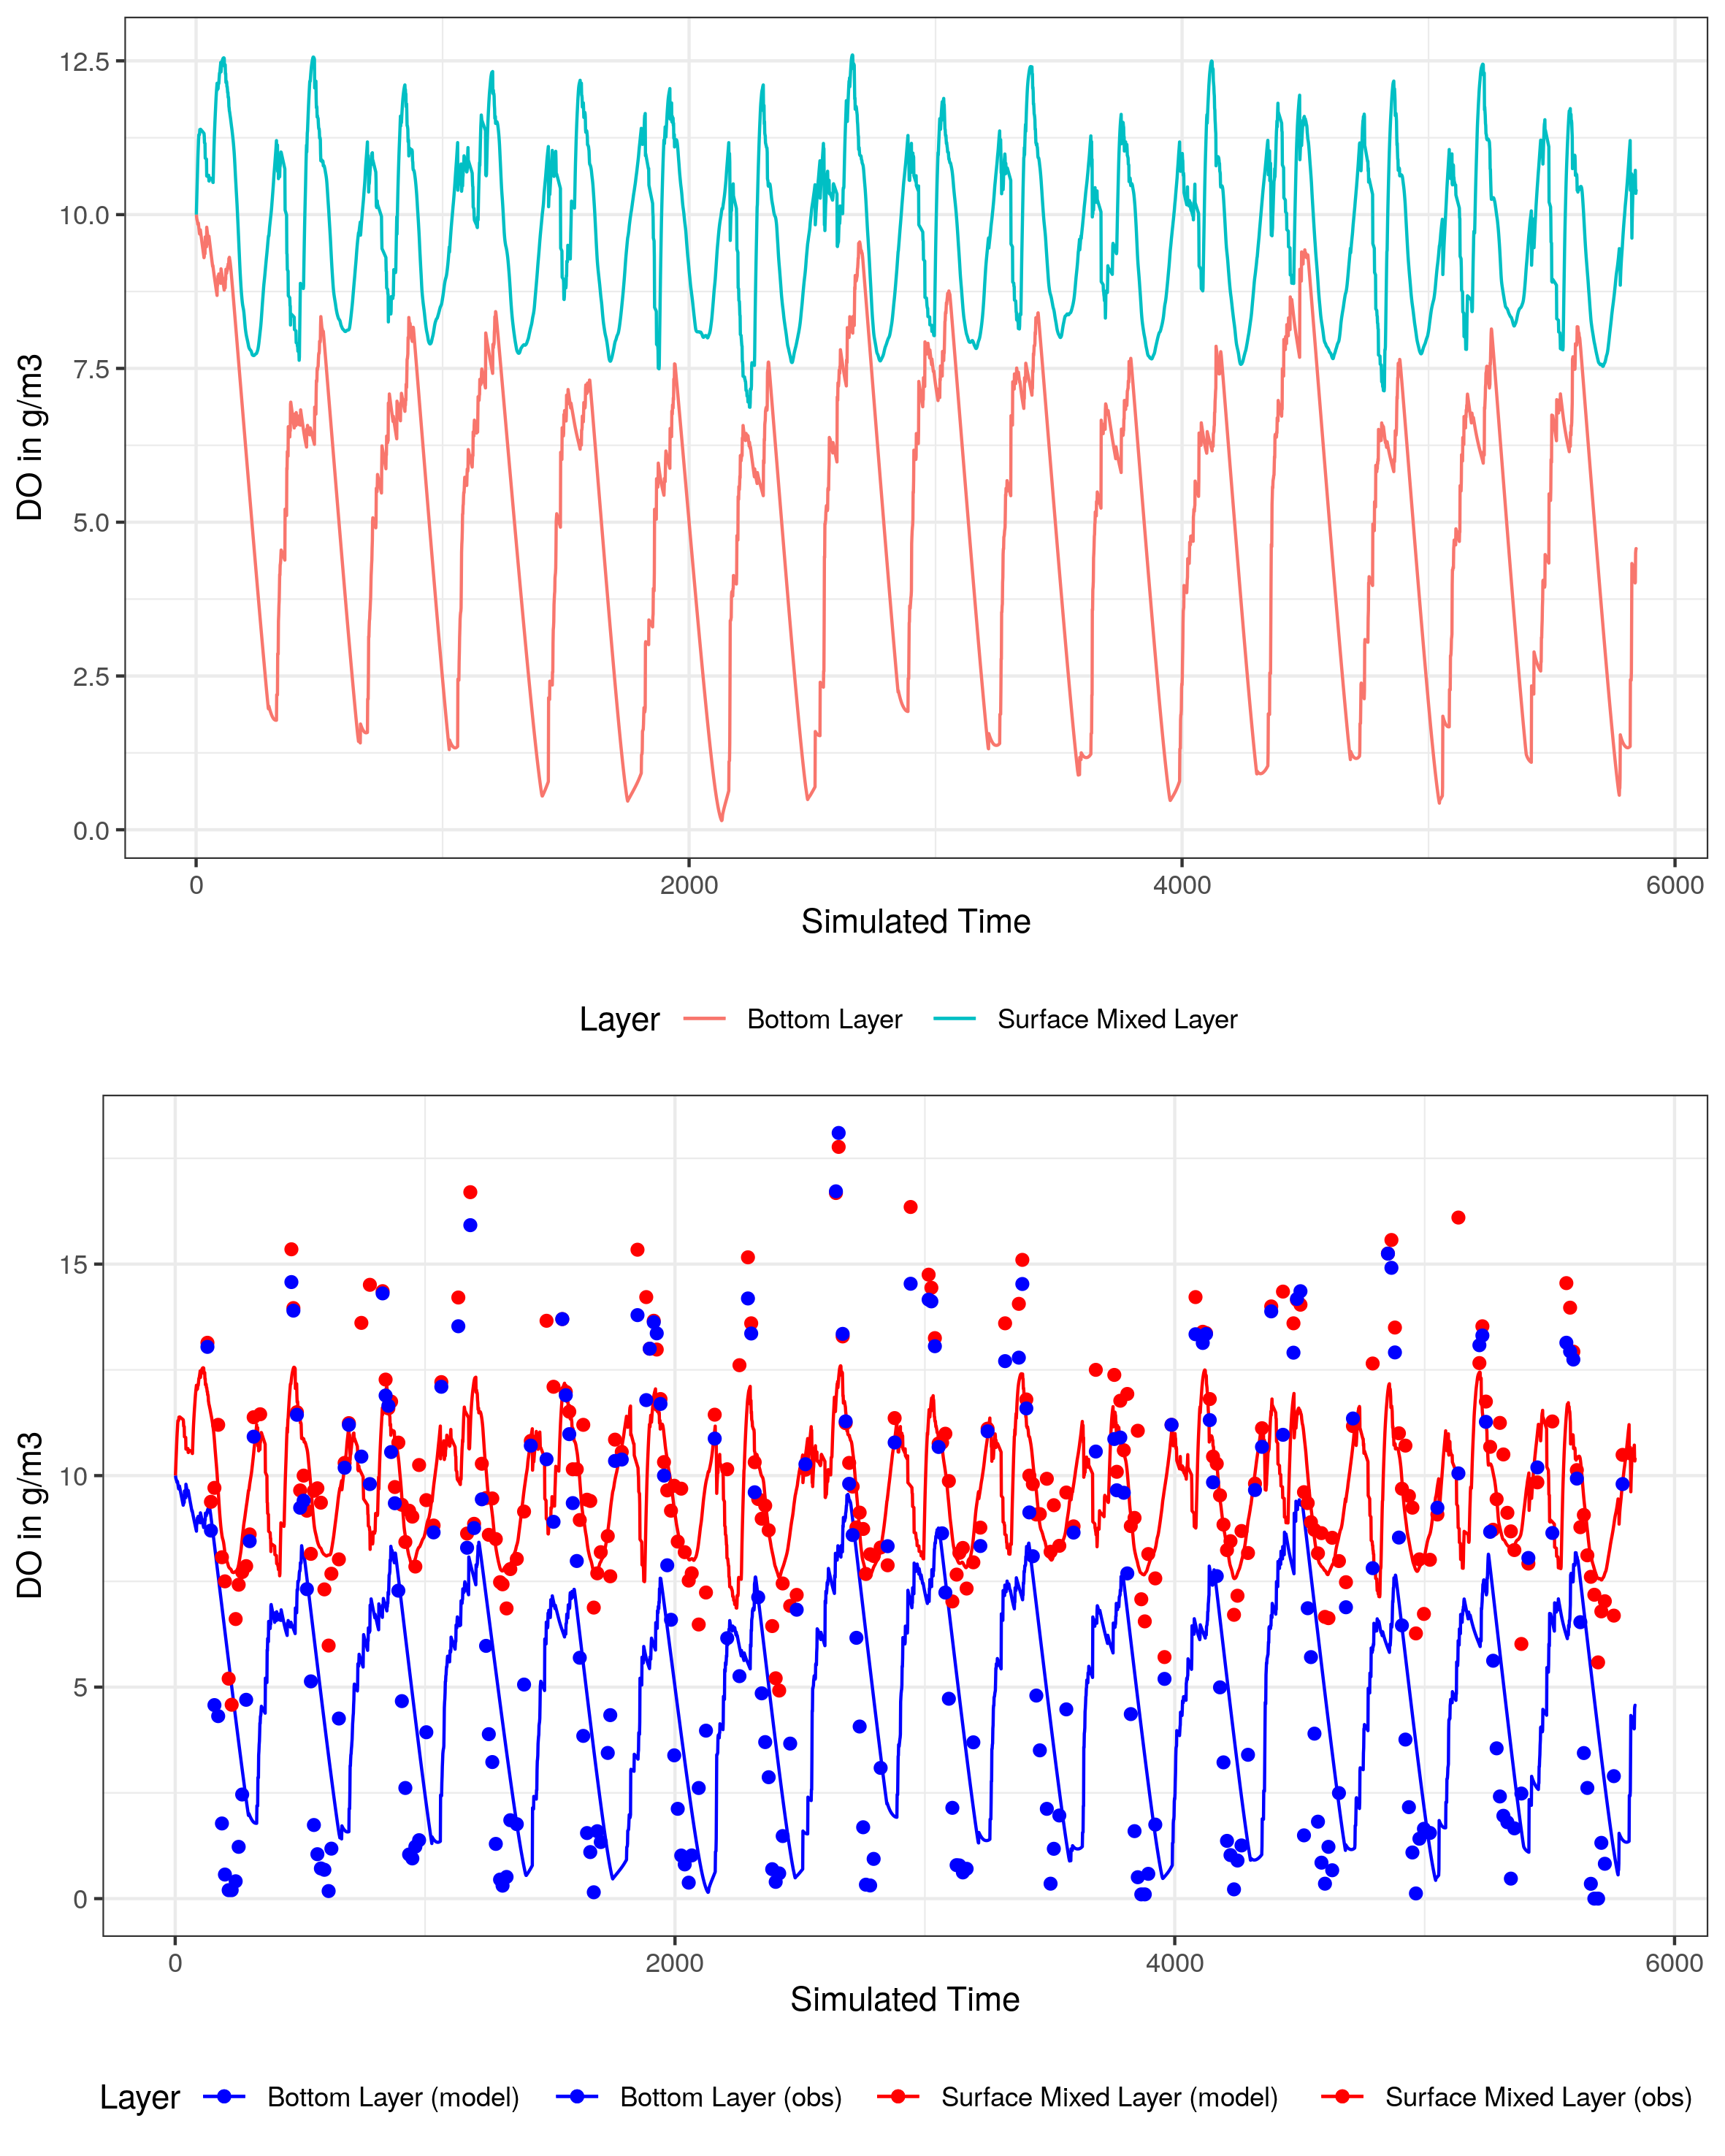 12.5
10.0
7.5
5.0
2.5
0.0
DO in g/m3
0 2000 4000 6000
Simulated Time
Layer Bottom Layer Surface Mixed Layer
15
10
5
0
DO in g/m3
0 2000 4000 6000
Simulated Time
Layer Bottom Layer (model) Bottom Layer (obs) Surface Mixed Layer (model) Surface Mixed Layer (obs)